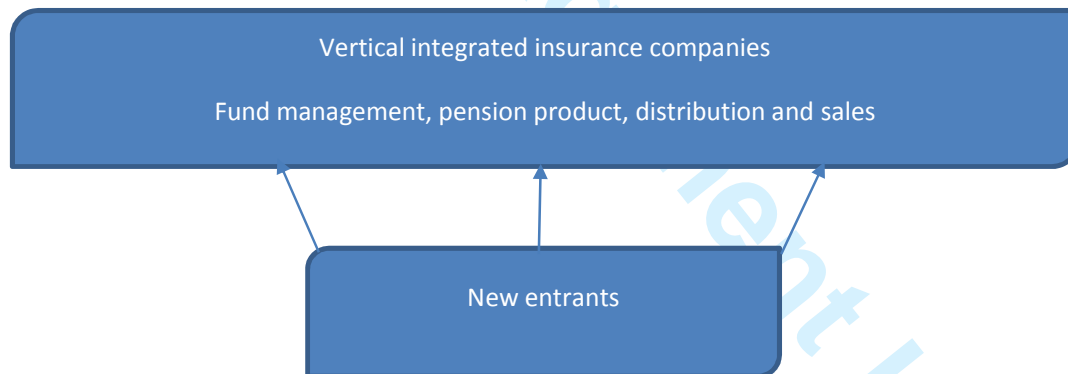 Vertical integrated insurance companies
Fund management, pension product, distribution and sales
New entrants